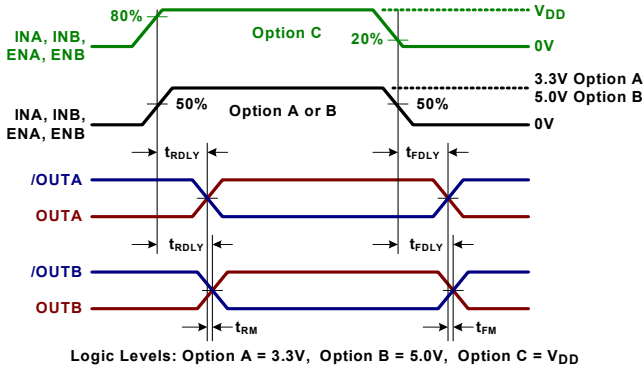 80%
V_DD
INA, INB,
ENA, ENB
Option C
20%
0V
INA, INB,
ENA, ENB
50%
Option A or B
50%
3.3V Option A
5.0V Option B
0V
t_RDLY
t_FDLY
/OUTA
OUTA
t_RDLY
t_FDLY
/OUTB
OUTB
t_RM
t_FM
Logic Levels: Option A = 3.3V, Option B = 5.0V, Option C = V_DD